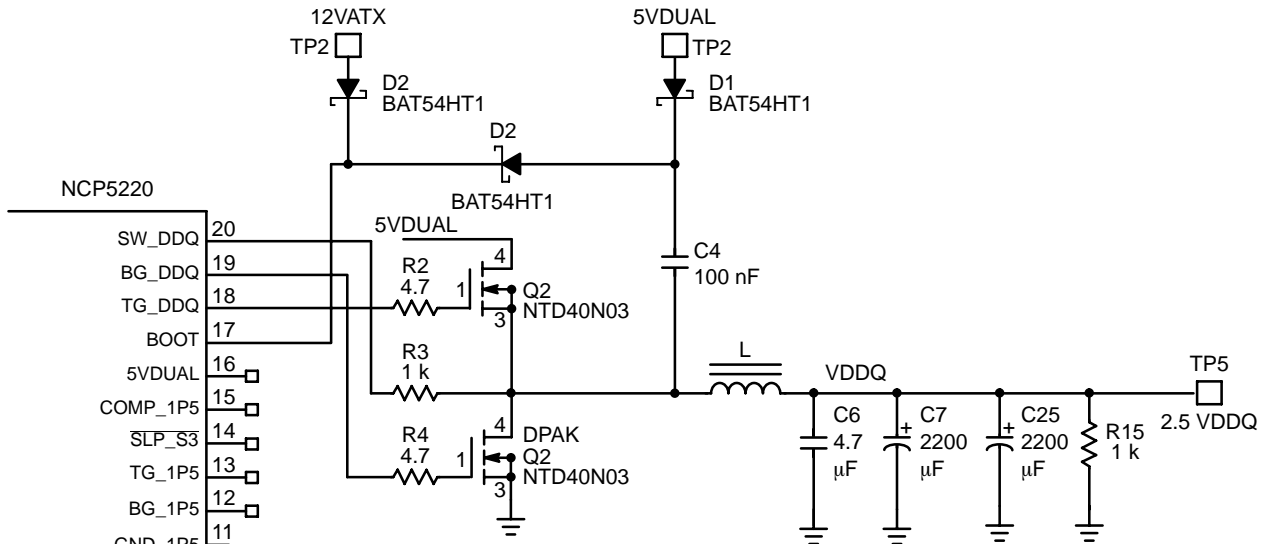 12VATX
5VDUAL
TP2
TP2
D2
BAT54HT1
D1
BAT54HT1
D2
BAT54HT1
NCP5220
5VDUAL
SW_DDQ 20
BG_DDQ 19
TG_DDQ 18
BOOT 17
5VDUAL 16
COMP_1P5 15
SLP_S3 14
TG_1P5 13
BG_1P5 12
GND_1P5 11
R2
4.7
4
1
3
Q2
NTD40N03
C4
100 nF
R3
1 k
R4
4.7
4
1
3
DPAK
Q2
NTD40N03
L
VDDQ
TP5
2.5 VDDQ
C6
4.7
μF
+
C7
2200
μF
+
C25
2200
μF
R15
1 k